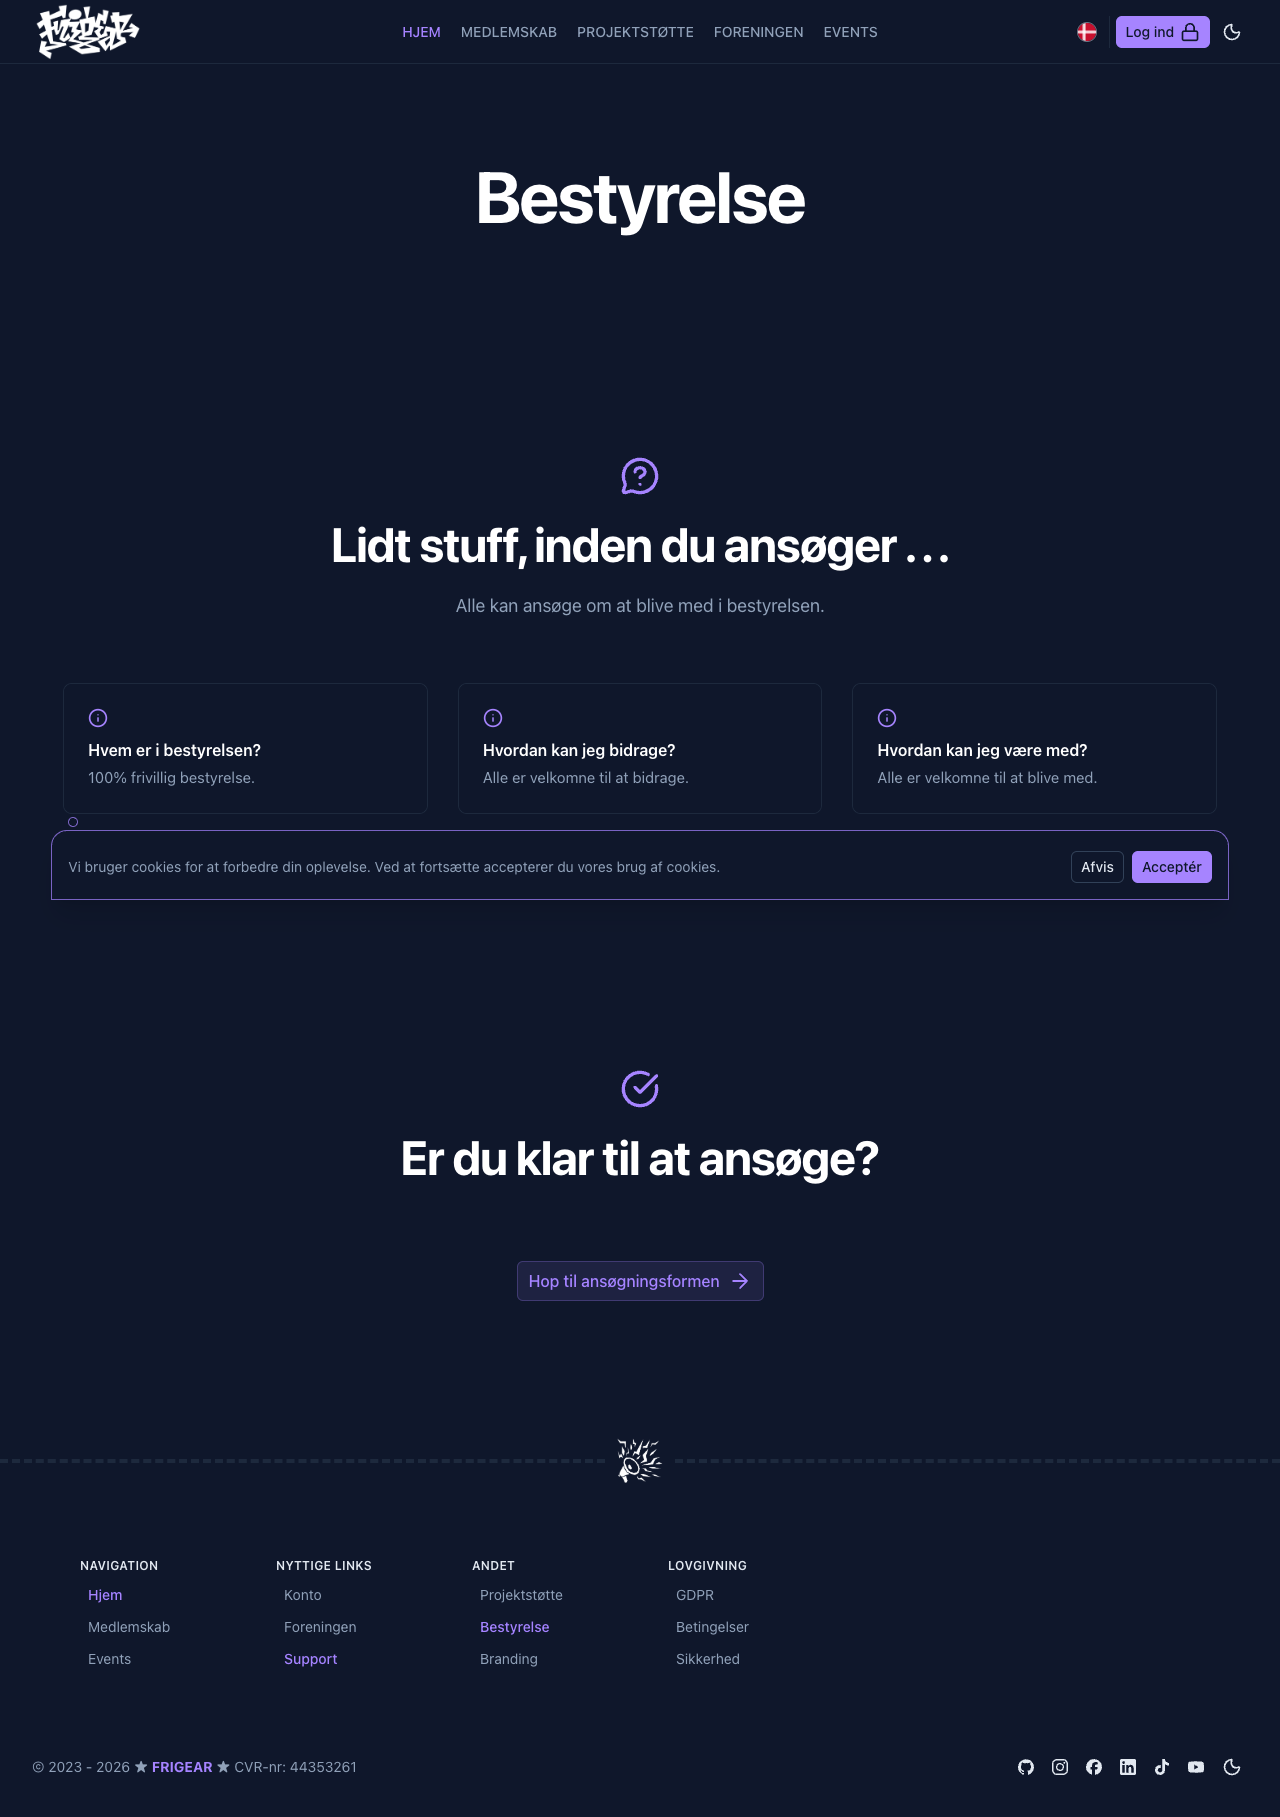 HJEM MEDLEMSKAB PROJEKTSTØTTE FORENINGEN EVENTS
Log ind
Bestyrelse
Lidt stuff, inden du ansøger ...
Alle kan ansøge om at blive med i bestyrelsen.
Hvem er i bestyrelsen?
100% frivillig bestyrelse.
Hvordan kan jeg bidrage?
Alle er velkomne til at bidrage.
Hvordan kan jeg være med?
Alle er velkomne til at blive med.
Vi bruger cookies for at forbedre din oplevelse. Ved at fortsætte accepterer du vores brug af cookies.
Afvis
Acceptér
Er du klar til at ansøge?
Hop til ansøgningsformen
NAVIGATION
Hjem
Medlemskab
Events
NYTTIGE LINKS
Konto
Foreningen
Support
ANDET
Projektstøtte
Bestyrelse
Branding
LOVGIVNING
GDPR
Betingelser
Sikkerhed
© 2023 - 2026 ★ FRIGEAR ★ CVR-nr: 44353261